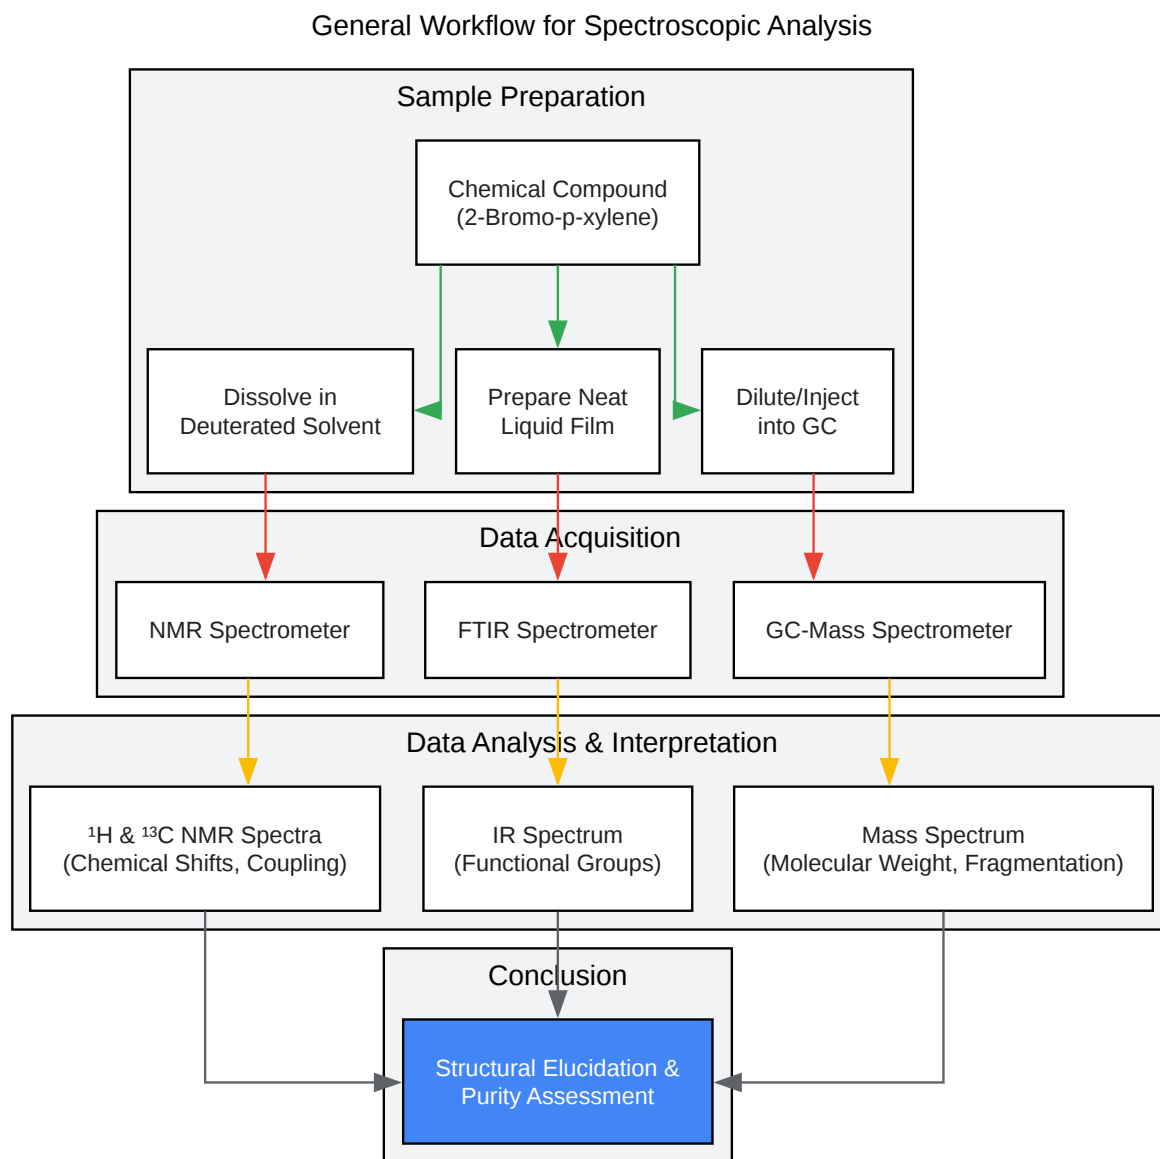 General Workflow for Spectroscopic Analysis
Sample Preparation
Chemical Compound
(2-Bromo-p-xylene)
Dissolve in
Deuterated Solvent
Prepare Neat
Liquid Film
Dilute/Inject
into GC
Data Acquisition
NMR Spectrometer
FTIR Spectrometer
GC-Mass Spectrometer
Data Analysis & Interpretation
¹H & ¹³C NMR Spectra
(Chemical Shifts, Coupling)
IR Spectrum
(Functional Groups)
Mass Spectrum
(Molecular Weight, Fragmentation)
Conclusion
Structural Elucidation &
Purity Assessment